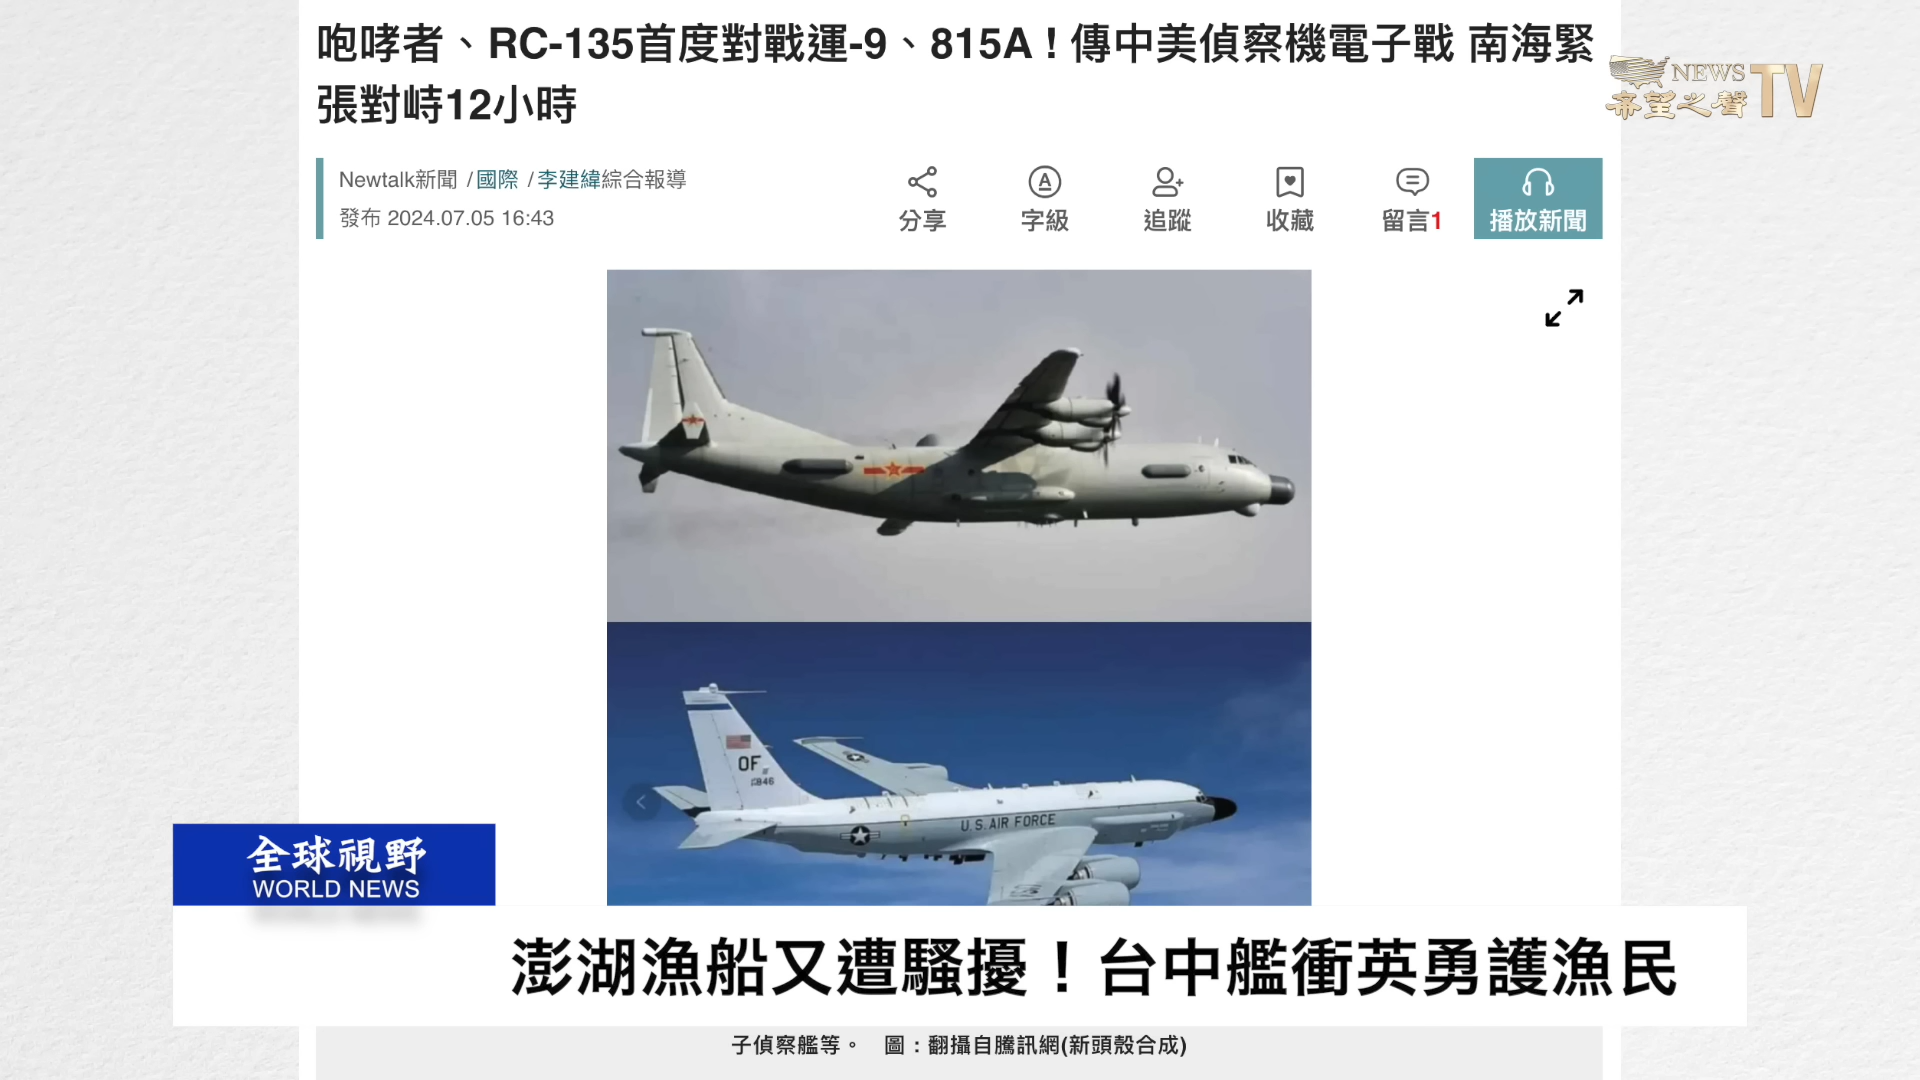 咆哮者、RC-135首度對戰運-9、815A！傳中美偵察機電子戰 南海緊
張對峙12小時
NEWS
希望之聲TV
Newtalk新聞 /國際 /李建緯綜合報導
發布 2024.07.05 16:43
分享
字級
追蹤
收藏
留言1
播放新聞
OF
846
U.S. AIR FORCE
全球視野
WORLD NEWS
澎湖漁船又遭騷擾！台中艦衝英勇護漁民
子偵察艦等。 圖：翻攝自騰訊網(新頭殼合成)